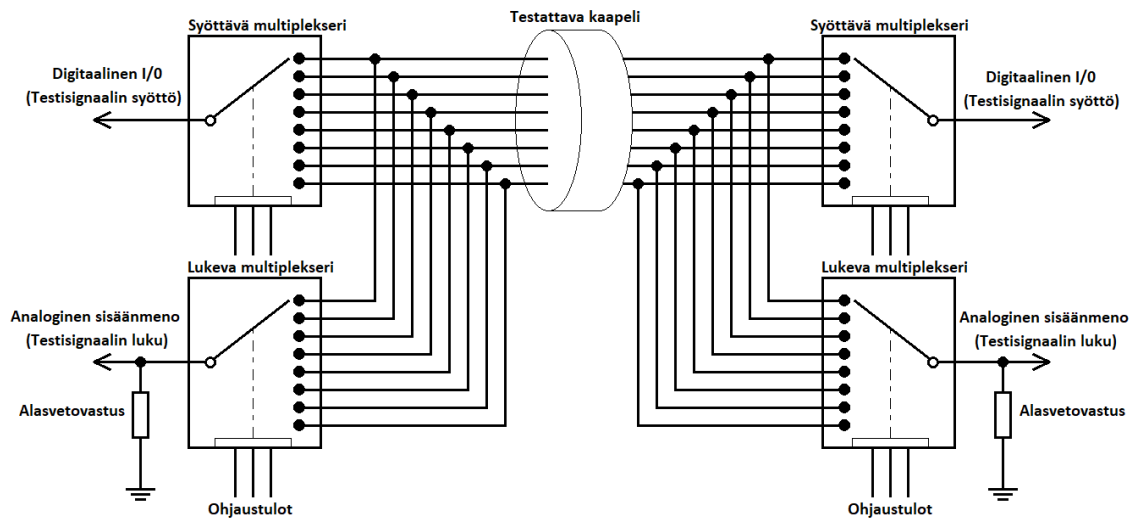 Syöttävä multiplekseri
Testattava kaapeli
Syöttävä multiplekseri
Digitaalinen I/0
(Testisignaalin syöttö)
Digitaalinen I/0
(Testisignaalin syöttö)
Lukeva multiplekseri
Lukeva multiplekseri
Analoginen sisäänmeno
(Testisignaalin luku)
Analoginen sisäänmeno
(Testisignaalin luku)
Alasvetovastus
Alasvetovastus
Ohjaustulot
Ohjaustulot